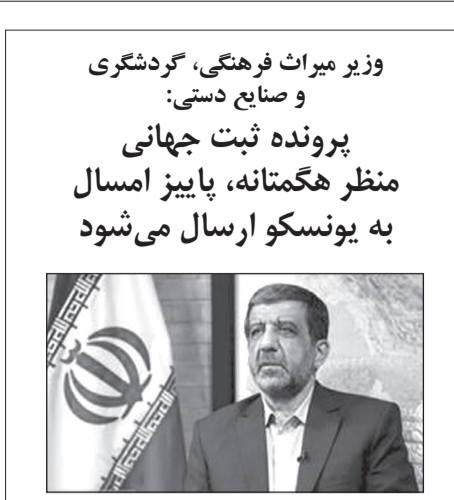 وزیر میراث فرهنگی، گردشگری
و صنایع دستی:
پرونده ثبت جهانی
منظر هگمتانه، پاییز امسال
به یونسکو ارسال می‌شود